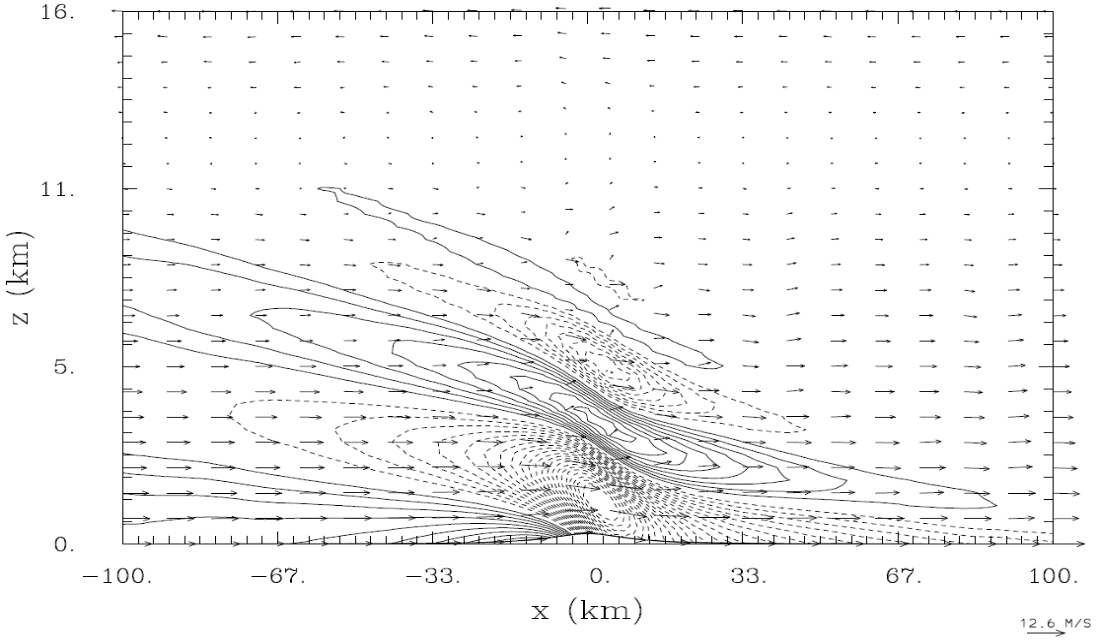 16.
11.
5.
0.
z (km)
−100. −67. −33. 0. 33. 67. 100.
x (km)
12.6 M/S